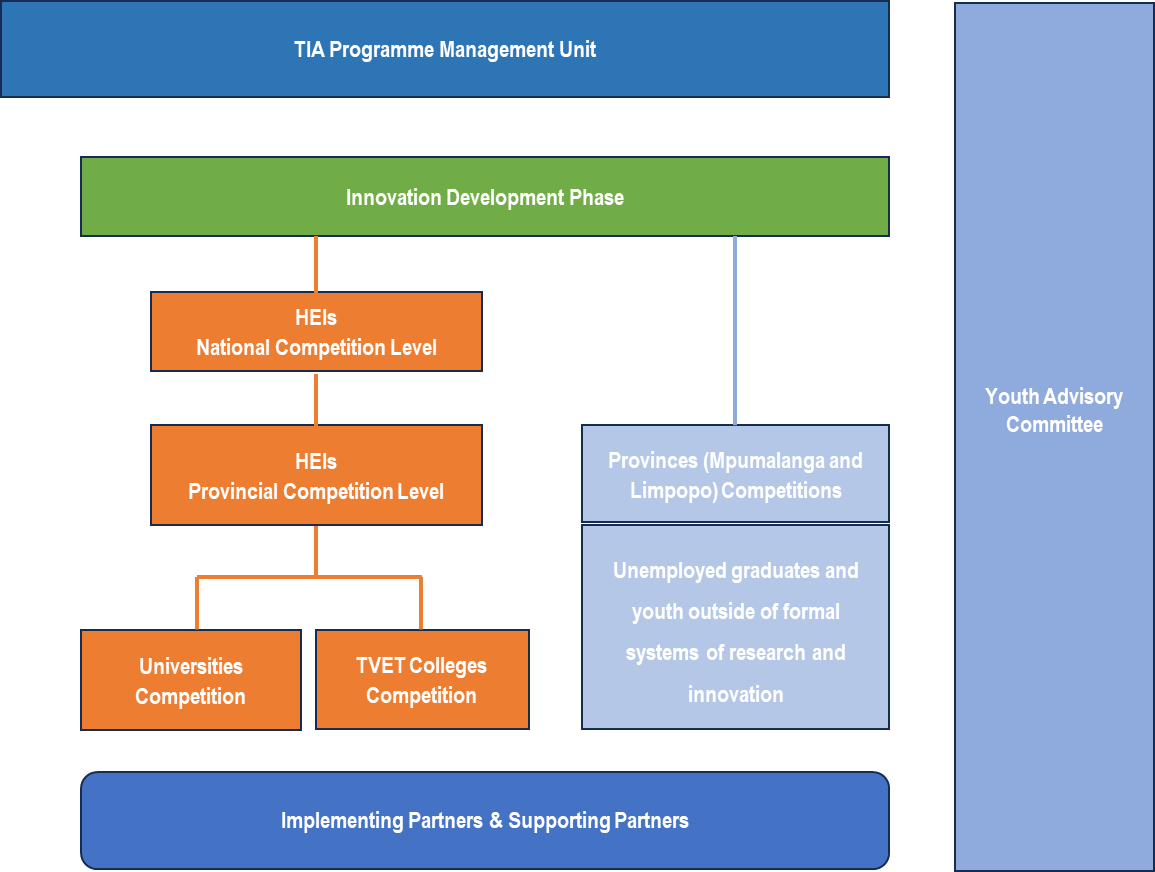 TIA Programme Management Unit
Innovation Development Phase
HEIs
National Competition Level
HEIs
Provincial Competition Level
Universities
Competition
TVET Colleges
Competition
Provinces (Mpumalanga and
Limpopo) Competitions
Unemployed graduates and
youth outside of formal
systems of research and
innovation
Implementing Partners & Supporting Partners
Youth Advisory
Committee